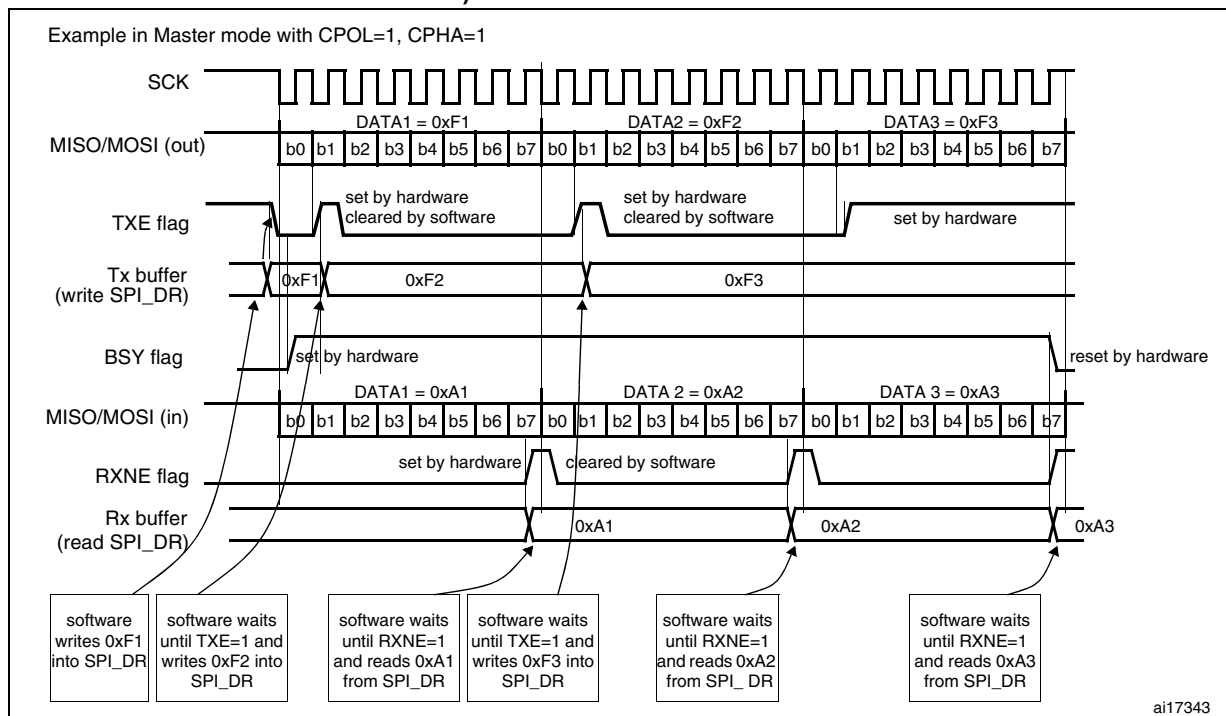 Example in Master mode with CPOL=1, CPHA=1
SCK
DATA1 = 0xF1 DATA2 = 0xF2 DATA3 = 0xF3
MISO/MOSI (out) b0 b1 b2 b3 b4 b5 b6 b7 b0 b1 b2 b3 b4 b5 b6 b7 b0 b1 b2 b3 b4 b5 b6 b7
set by hardware set by hardware
cleared by software cleared by software
TXE flag set by hardware
Tx buffer 0xF1 0xF2 0xF3
(write SPI_DR)
BSY flag set by hardware reset by hardware
DATA1 = 0xA1 DATA 2 = 0xA2 DATA 3 = 0xA3
MISO/MOSI (in) b0 b1 b2 b3 b4 b5 b6 b7 b0 b1 b2 b3 b4 b5 b6 b7 b0 b1 b2 b3 b4 b5 b6 b7
RXNE flag set by hardware cleared by software
Rx buffer 0xA1 0xA2 0xA3
(read SPI_DR)
software
writes 0xF1
into SPI_DR
software waits
until TXE=1 and
writes 0xF2 into
SPI_DR
software waits
until RXNE=1
and reads 0xA1
from SPI_DR
software waits
until TXE=1 and
writes 0xF3 into
SPI_DR
software waits
until RXNE=1
and reads 0xA2
from SPI_ DR
software waits
until RXNE=1
and reads 0xA3
from SPI_DR
ai17343